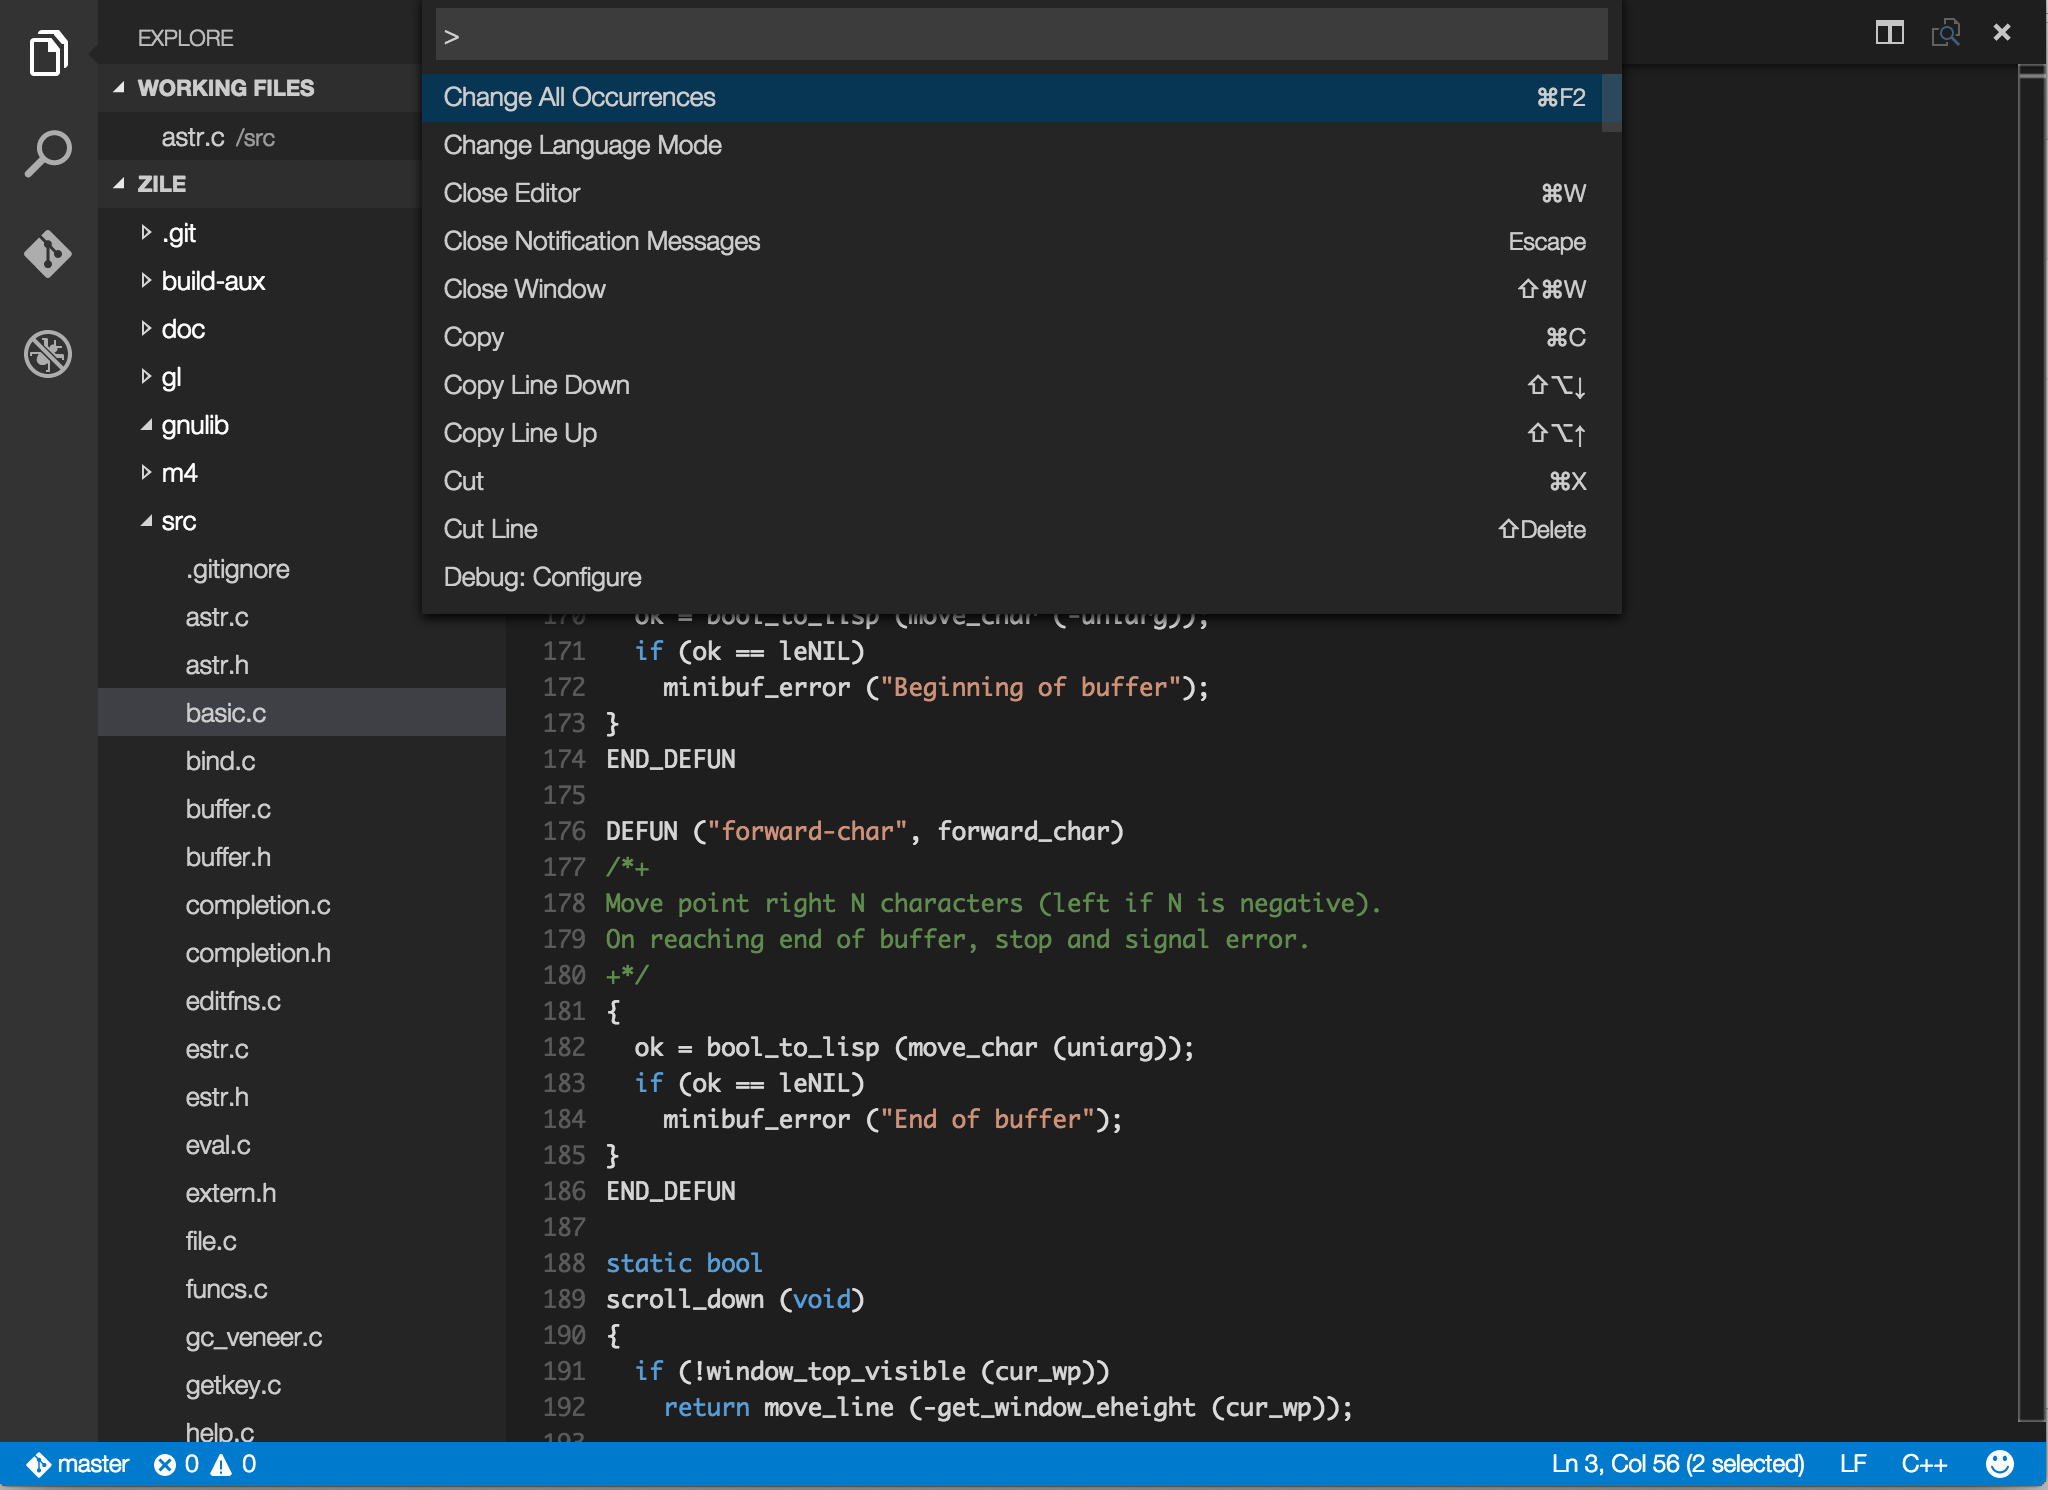 EXPLORE
WORKING FILES
astr.c /src
ZILE
.git
build-aux
doc
gl
gnulib
m4
src
.gitignore
astr.c
astr.h
basic.c
bind.c
buffer.c
buffer.h
completion.c
completion.h
editfns.c
estr.c
estr.h
eval.c
extern.h
file.c
funcs.c
gc_veneer.c
getkey.c
help.c
>
Change All Occurrences ⌘F2
Change Language Mode
Close Editor ⌘W
Close Notification Messages Escape
Close Window ⇧⌘W
Copy ⌘C
Copy Line Down ⇧⌥↓
Copy Line Up ⇧⌥↑
Cut ⌘X
Cut Line ⇧Delete
Debug: Configure
170 ok = bool_to_lisp (move_char (-uniarg));
171 if (ok == leNIL)
172 minibuf_error ("Beginning of buffer");
173 }
174 END_DEFUN
175
176 DEFUN ("forward-char", forward_char)
177 /*+
178 Move point right N characters (left if N is negative).
179 On reaching end of buffer, stop and signal error.
180 +*/
181 {
182 ok = bool_to_lisp (move_char (uniarg));
183 if (ok == leNIL)
184 minibuf_error ("End of buffer");
185 }
186 END_DEFUN
187
188 static bool
189 scroll_down (void)
190 {
191 if (!window_top_visible (cur_wp))
192 return move_line (-get_window_eheight (cur_wp));
193
master 0 0
Ln 3, Col 56 (2 selected) LF C++